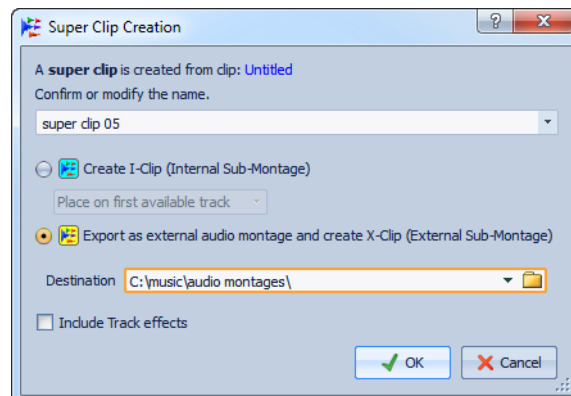 Super Clip Creation
A super clip is created from clip: Untitled
Confirm or modify the name.
super clip 05
Create I-Clip (Internal Sub-Montage)
Place on first available track
Export as external audio montage and create X-Clip (External Sub-Montage)
Destination C:\music\audio montages\
Include Track effects
OK Cancel